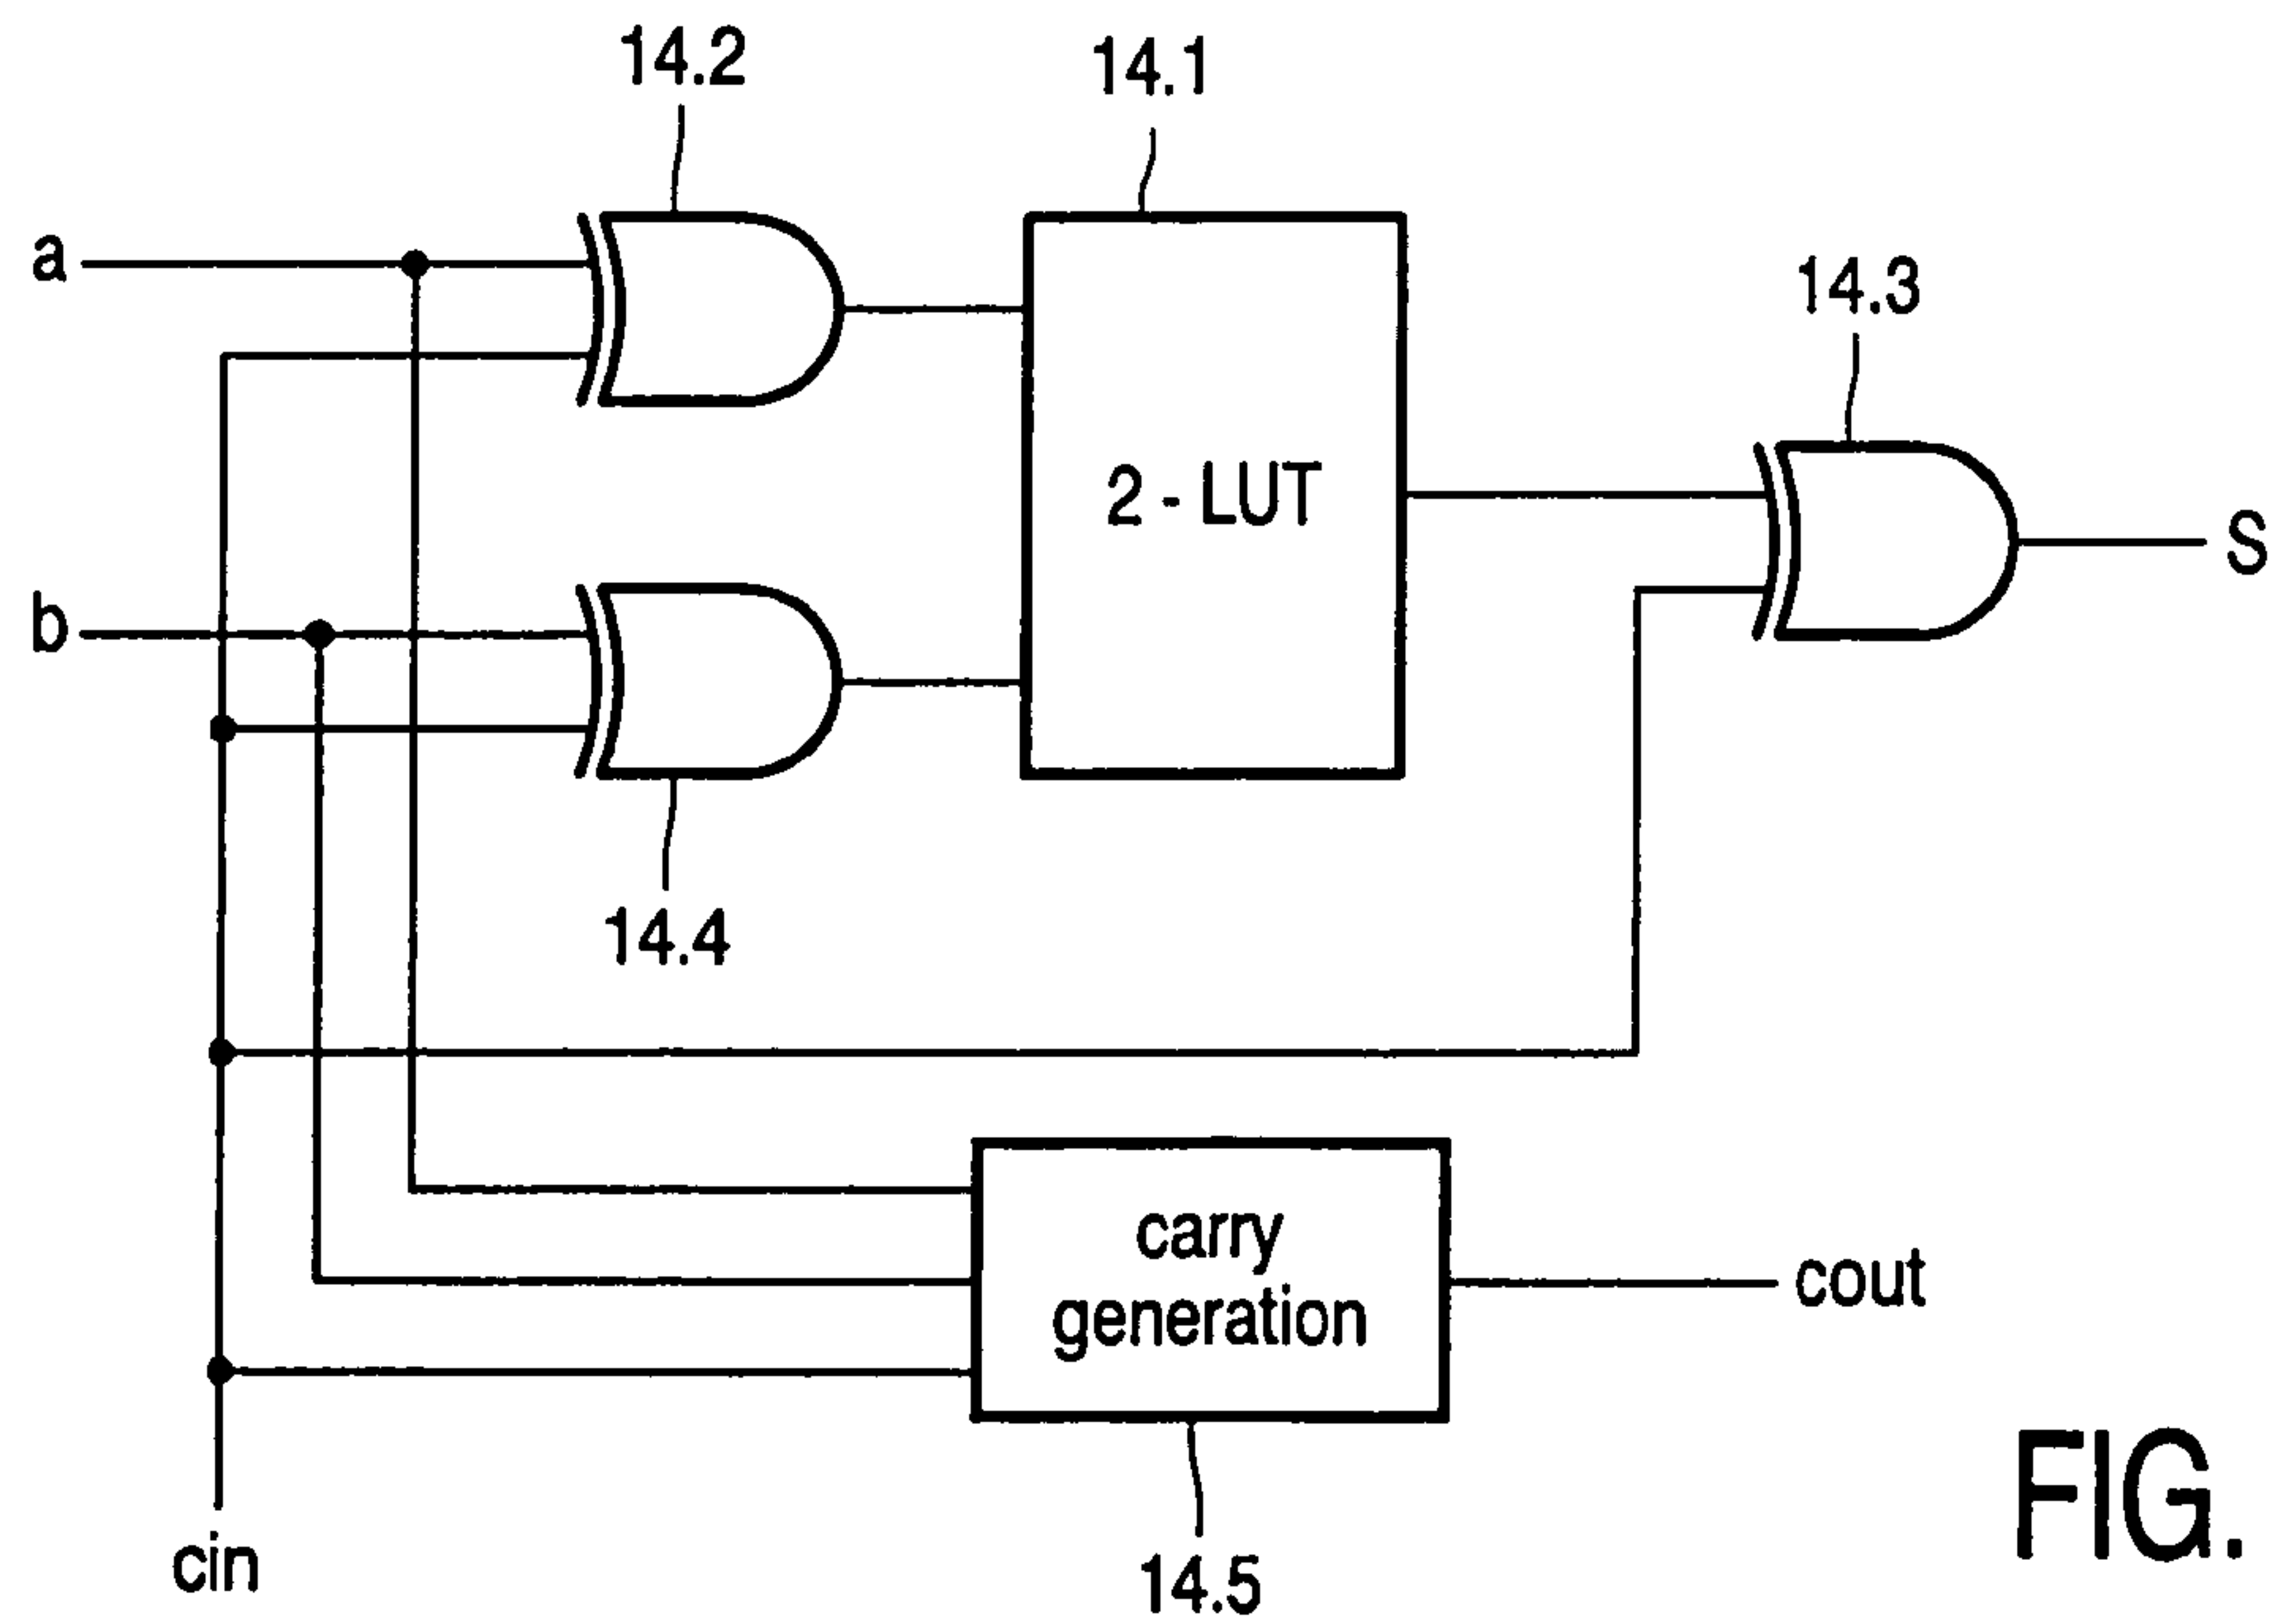 14.2
14.1
a
14.3
2 - LUT
S
b
14.4
carry
generation
cout
cin
14.5
FIG.